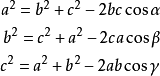 a² = b² + c² − 2bc cos α
b² = c² + a² − 2ca cos β
c² = a² + b² − 2ab cos γ